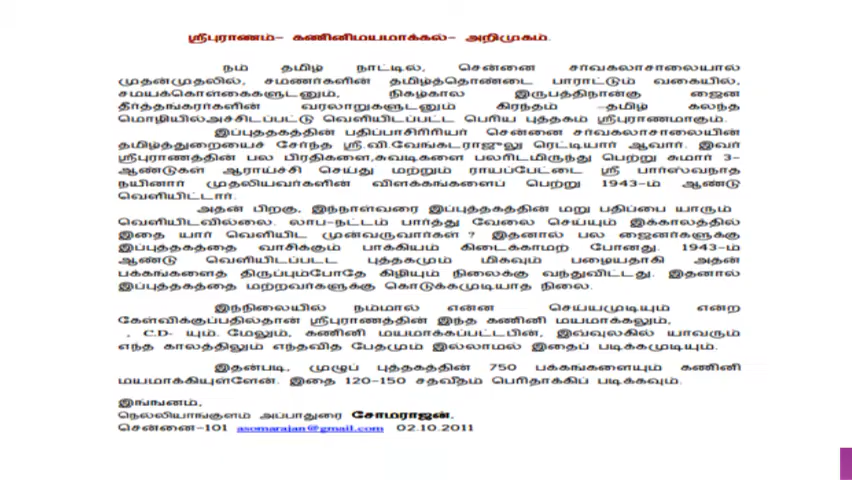 ஸ்ரீபுராணம்– கணினிமயமாக்கல்– அறிமுகம்.
நம் தமிழ் நாட்டில், சென்னை சர்வகலாசாலையால்
முதன்முதலில், சமணர்களின் தமிழ்த்தொண்டை பாராட்டும் வகையில்,
சமயக்கொள்கைகளுடனும், நிகழ்கால இருபத்திநான்கு ஜைன
தீர்த்தங்கரர்களின் வரலாறுகளுடனும் கிரந்தம் –தமிழ் கலந்த
மொழியில்அச்சிடப்பட்டு வெளியிடப்பட்ட பெரிய புத்தகம் ஸ்ரீபுராணமாகும்.
இப்புத்தகத்தின் பதிப்பாசிரிரியர் சென்னை சர்வகலாசாலையின்
தமிழ்த்துறையைச் சேர்ந்த ஸ்ரீ.வி.வேங்கடராஜுலு ரெட்டியார் ஆவார். இவர்
ஸ்ரீபுராணத்தின் பல பிரதிகளை,சுவடிகளை பலரிடமிருந்து பெற்று சுமார் 3–
ஆண்டுகள் ஆராய்ச்சி செய்து மற்றும் ராயப்பேட்டை ஸ்ரீ பார்ஸ்வநாத
நயினார் முதலியவர்களின் விளக்கங்களைப் பெற்று 1943–ம் ஆண்டு
வெளியிட்டார்.
அதன் பிறகு, இந்நாள்வரை இப்புத்தகத்தின் மறு பதிப்பை யாரும்
வெளியிடவில்லை. லாப–நட்டம் பார்த்து வேலை செய்யும் இக்காலத்தில்
இதை யார் வெளியிட முன்வருவார்கள் ? இதனால் பல ஜைனர்களுக்கு
இப்புத்தகத்தை வாசிக்கும் பாக்கியம் கிடைக்காமற் போனது. 1943–ம்
ஆண்டு வெளியிடப்பட்ட புத்தகமும் மிகவும் பழையதாகி அதன்
பக்கங்களைத் திருப்பும்போதே கிழியும் நிலைக்கு வந்துவிட்டது. இதனால்
இப்புத்தகத்தை மற்றவர்களுக்கு கொடுக்கமுடியாத நிலை.
இந்நிலையில் நம்மால் என்ன செய்யமுடியும் என்ற
கேள்விக்குப்பதில்தான் ஸ்ரீபுராணத்தின் இந்த கணினி மயமாக்கலும்,
, C.D- யும். மேலும், கணினி மயமாக்கப்பட்டபின், இவ்வுலகில் யாவரும்
எந்த காலத்திலும் எந்தவித பேதமும் இல்லாமல் இதைப் படிக்கமுடியும்.
இதன்படி, முழுப் புத்தகத்தின் 750 பக்கங்களையும் கணினி
மயமாக்கியுள்ளேன். இதை 120–150 சதவீதம் பெரிதாக்கிப் படிக்கவும்.
இங்ஙனம்,
நெல்லியாங்குளம் அப்பாதுரை சோமராஜன்.
சென்னை–101 asomarajan@gmail.com 02.10.2011